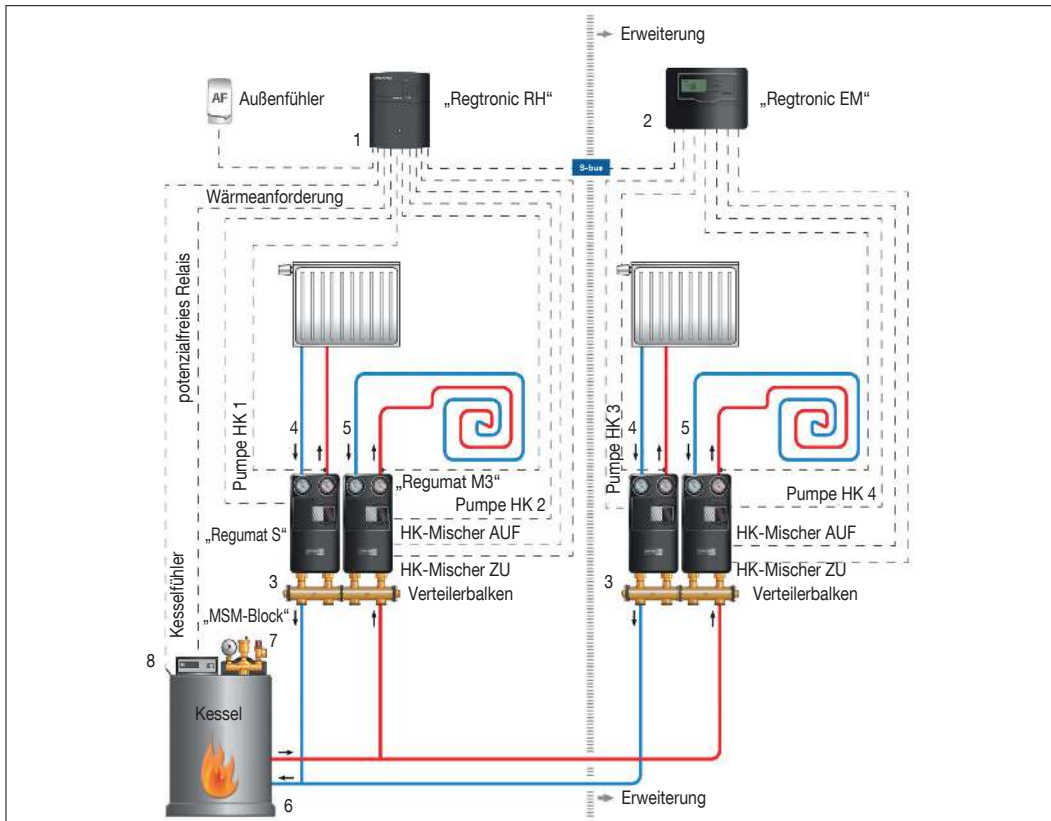 Erweiterung
AF
Außenfühler
„Regtronic RH“
„Regtronic EM“
1
2
S-bus
Wärmeanforderung
potenzialfreies Relais
Pumpe HK 1
4
5
Pumpe HK 3
4
5
„Regumat M3“
Pumpe HK 2
Pumpe HK 4
„Regumat S“
HK-Mischer AUF
HK-Mischer AUF
HK-Mischer ZU
HK-Mischer ZU
3
Verteilerbalken
3
Verteilerbalken
Kesselfühler
„MSM-Block“
7
8
Kessel
6
Erweiterung